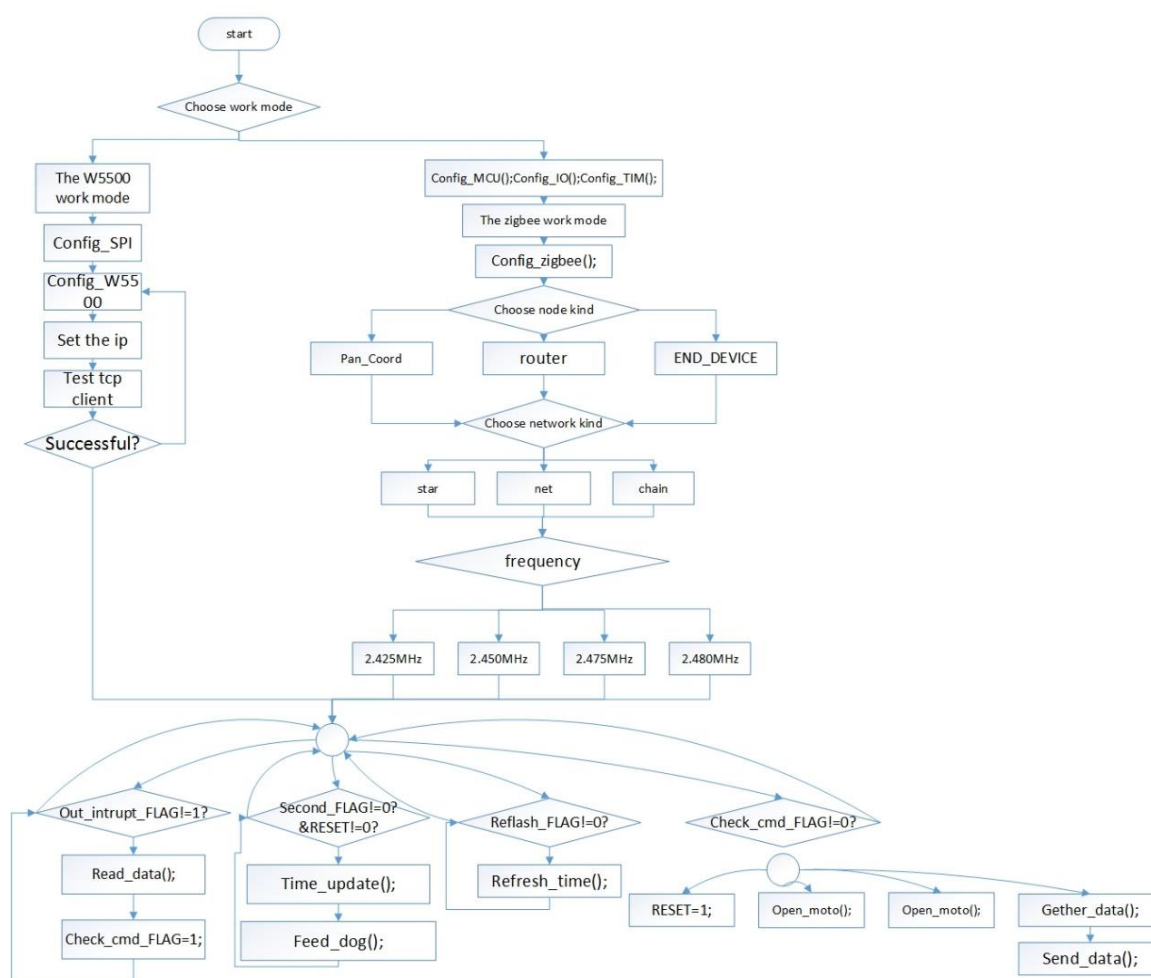 start
Choose work mode
The W5500
work mode
Config_SPI
Config_W55
00
Set the ip
Test tcp
client
Successful?
Config_MCU();Config_IO();Config_TIM();
The zigbee work mode
Config_zigbee();
Choose node kind
Pan_Coord
router
END_DEVICE
Choose network kind
star
net
chain
frequency
2.425MHz
2.450MHz
2.475MHz
2.480MHz
Out_intrupt_FLAG!=1?
Read_data();
Check_cmd_FLAG=1;
Second_FLAG!=0?
&RESET!=0?
Time_update();
Feed_dog();
Reflash_FLAG!=0?
Refresh_time();
Check_cmd_FLAG!=0?
RESET=1;
Open_moto();
Open_moto();
Gether_data();
Send_data();